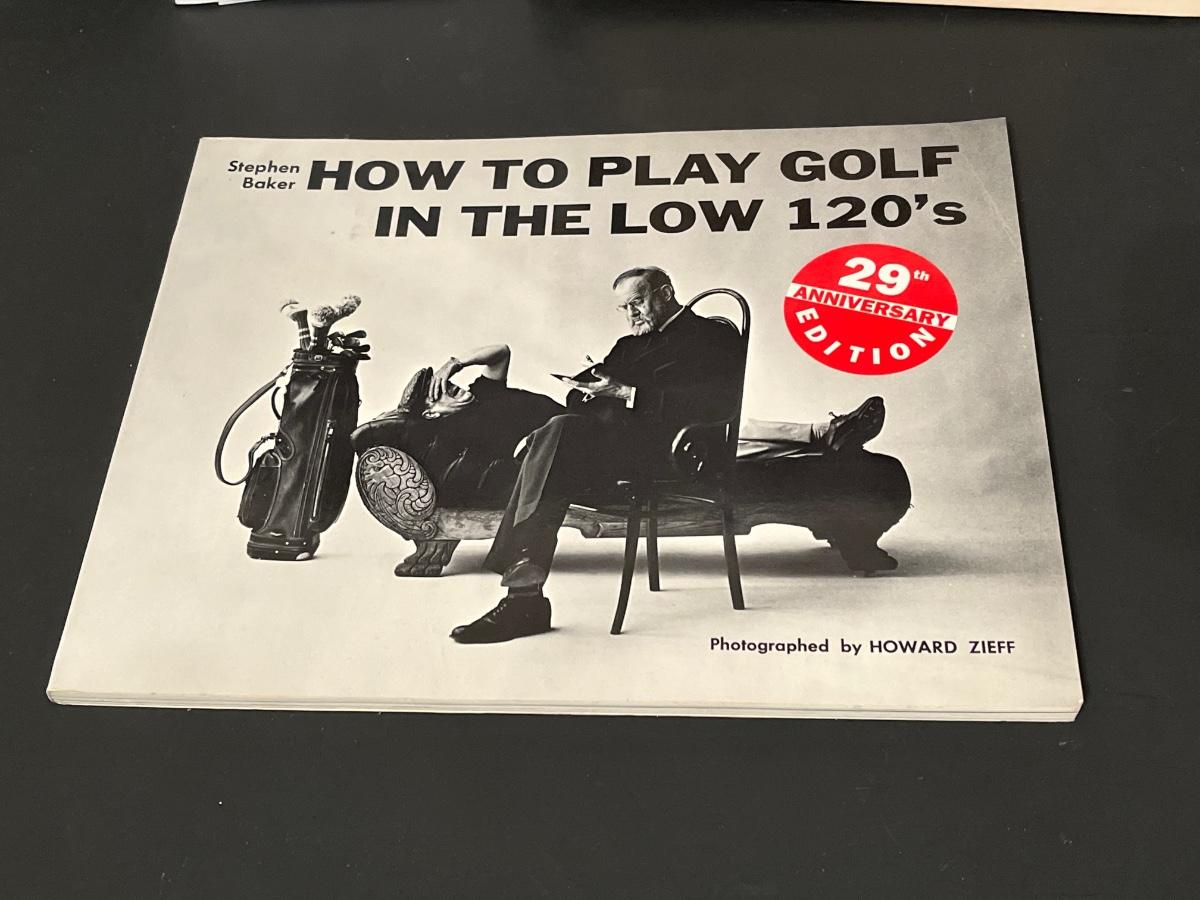 Stephen
Baker
HOW TO PLAY GOLF
IN THE LOW 120's
29th
ANNIVERSARY
EDITION
Photographed by HOWARD ZIEFF